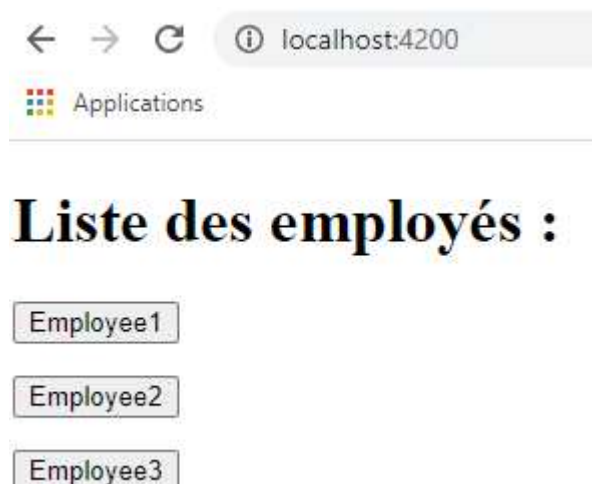 localhost:4200
Applications
Liste des employés :
Employee1
Employee2
Employee3